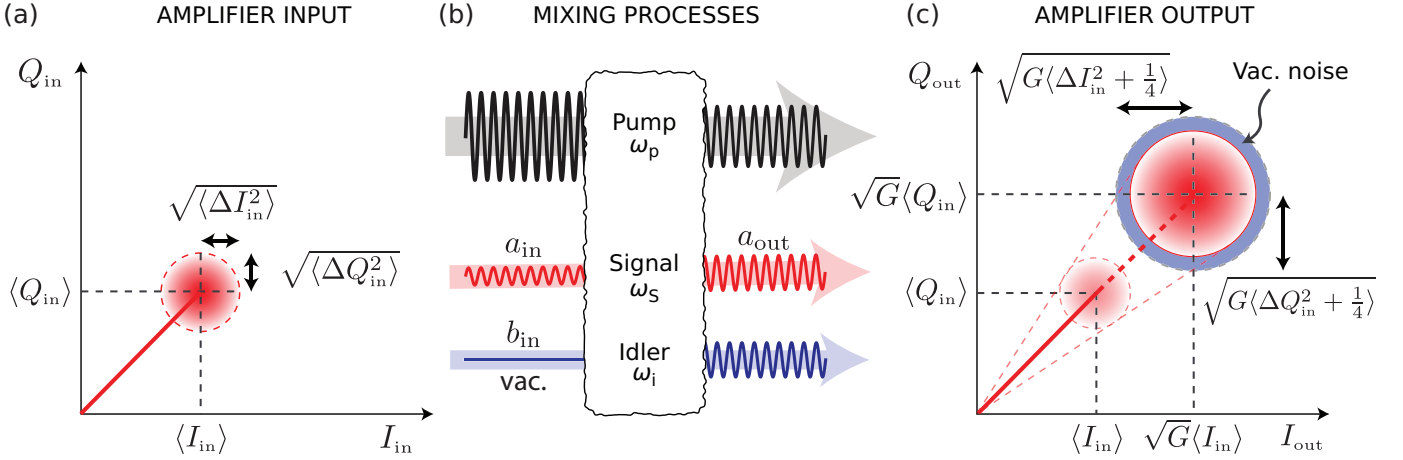 (a) AMPLIFIER INPUT
Q_in
√⟨ΔI²_in⟩
√⟨ΔQ²_in⟩
⟨Q_in⟩
⟨I_in⟩
I_in
(b) MIXING PROCESSES
Pump
ω_p
a_in
Signal
ω_S
a_out
b_in
vac.
Idler
ω_i
(c) AMPLIFIER OUTPUT
Q_out
√G⟨ΔI²_in + 1/4⟩
Vac. noise
√G⟨Q_in⟩
⟨Q_in⟩
√G⟨ΔQ²_in + 1/4⟩
⟨I_in⟩
√G⟨I_in⟩
I_out